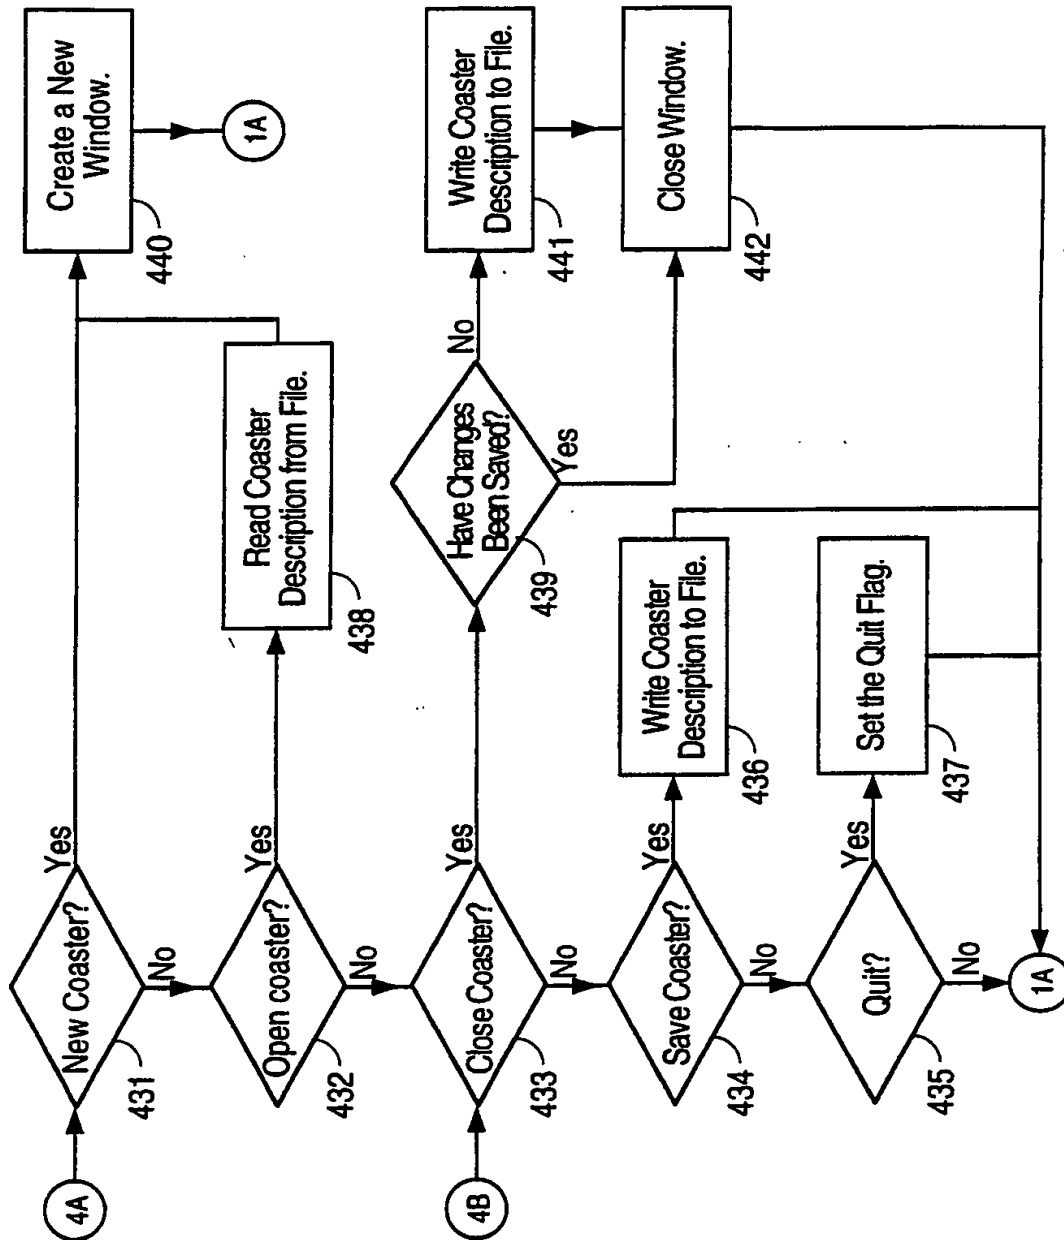 4A
New Coaster?
431
Yes
No
Create a New
Window.
440
1A
Open coaster?
432
Yes
No
Read Coaster
Description from File.
438
4B
Close Coaster?
433
Yes
No
Have Changes
Been Saved?
439
No
Yes
Write Coaster
Description to File.
441
Close Window.
442
Save Coaster?
434
Yes
No
Write Coaster
Description to File.
436
Quit?
435
Yes
No
Set the Quit Flag.
437
1A